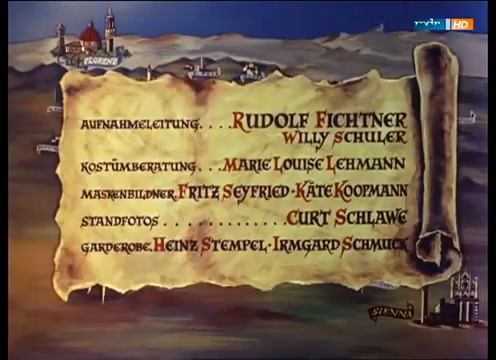 mdr HD
FLORENZ
AUFNAHMELEITUNG.... RUDOLF FICHTNER
WILLY SCHULER
KOSTÜMBERATUNG... MARIE LOUISE LEHMANN
MASKENBILDNER. FRITZ SEYFRIED - KÄTE KOOPMANN
STANDFOTOS ............. CURT SCHLAWE
GARDEROBE. HEINZ STEMPEL - IRMGARD SCHMUCK
SIENNA